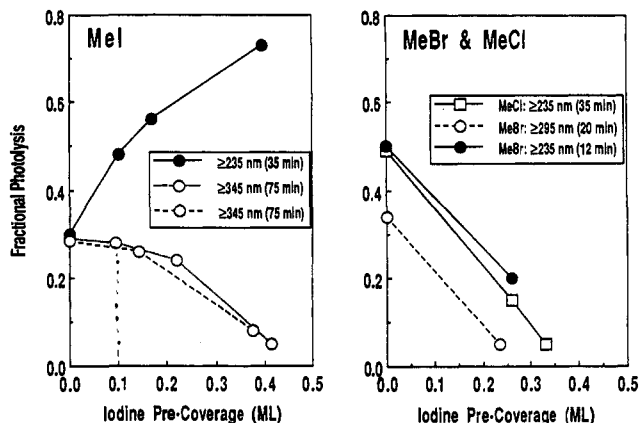 MeI
Fractional Photolysis
0.8
0.6
0.4
0.2
0.0
≥235 nm (35 min)
≥345 nm (75 min)
≥345 nm (75 min)
0.0 0.1 0.2 0.3 0.4 0.5
Iodine Pre-Coverage (ML)
MeBr & MeCl
0.8
0.6
0.4
0.2
0.0
MeCl: ≥235 nm (35 min)
MeBr: ≥295 nm (20 min)
MeBr: ≥235 nm (12 min)
0.0 0.1 0.2 0.3 0.4 0.5
Iodine Pre-Coverage (ML)